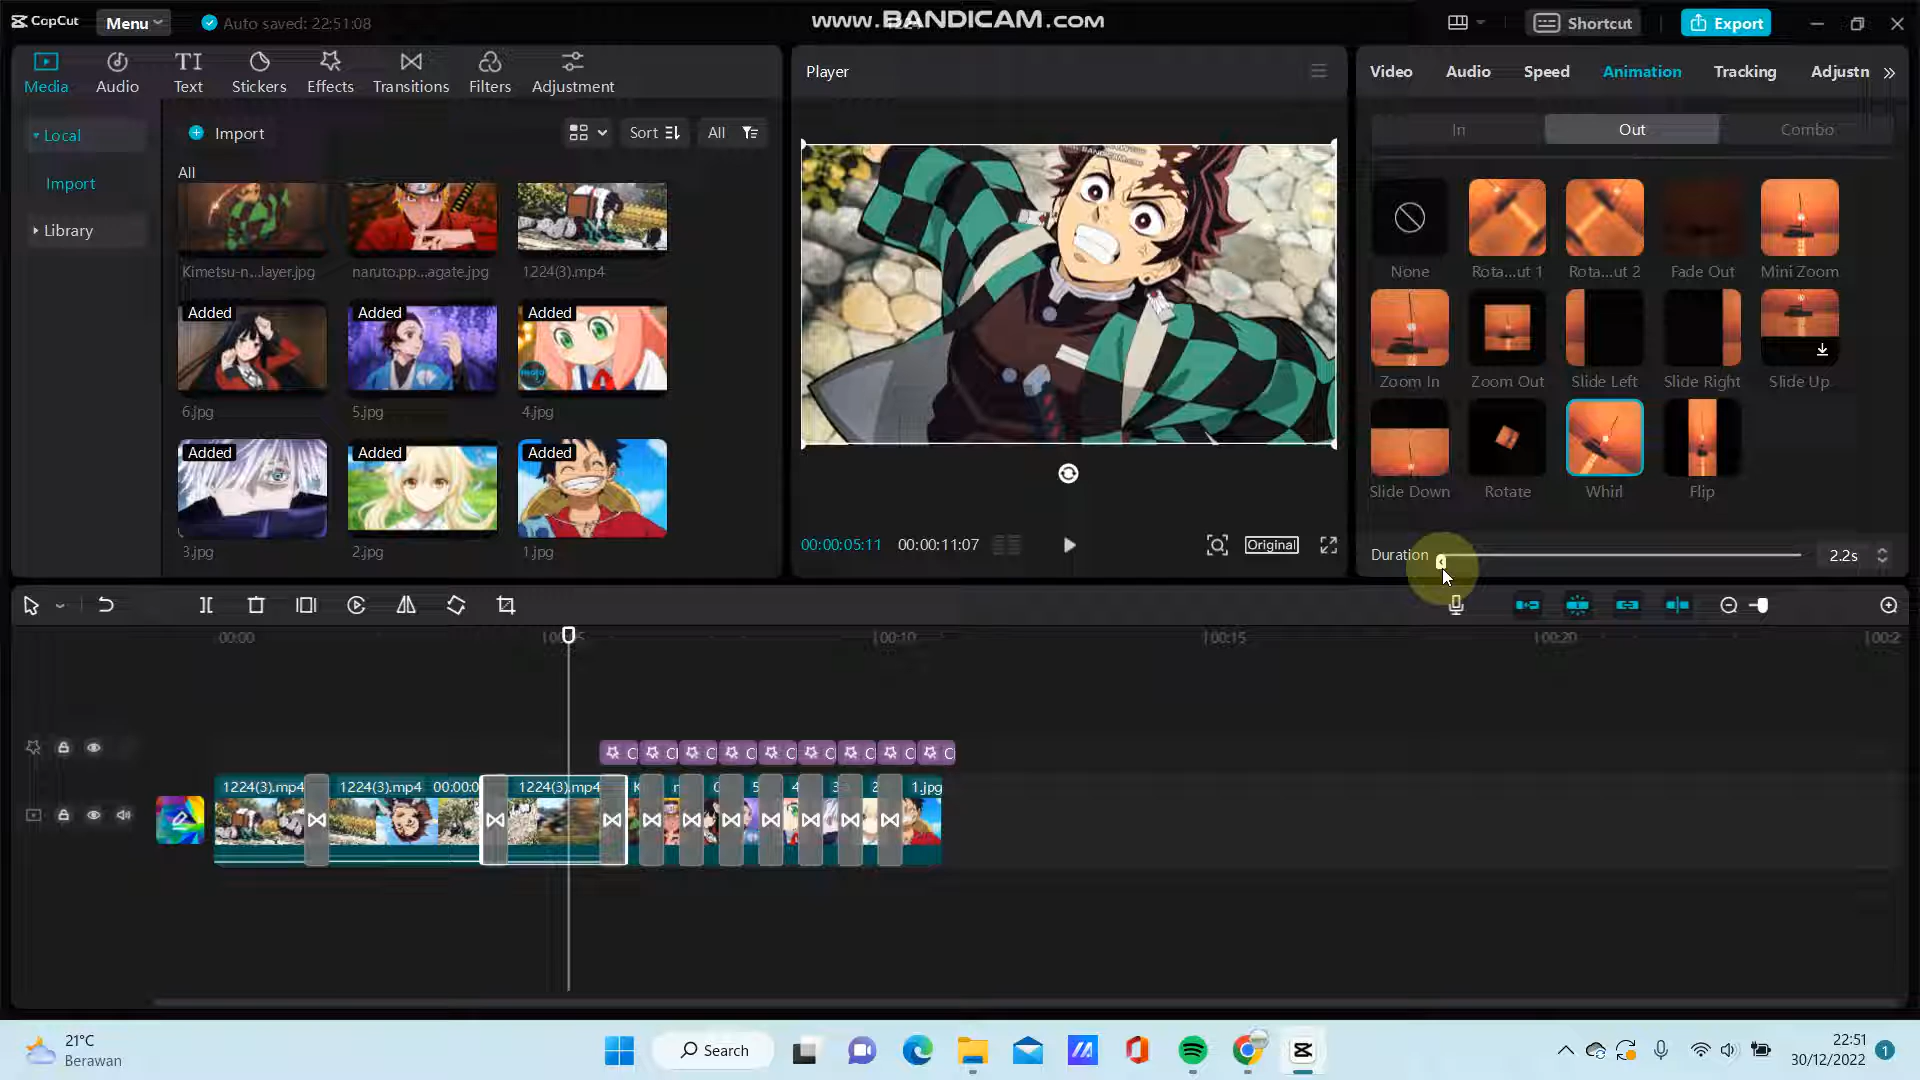 CapCut
Menu
Auto saved: 22:51:08
www.BANDICAM.com
Shortcut
Export
Media
Audio
Text
Stickers
Effects
Transitions
Filters
Adjustment
Local
Import
Library
Import
Sort
All
All
Kimetsu-n...layer.jpg
naruto.pp...agate.jpg
1224(3).mp4
Added
6.jpg
Added
5.jpg
Added
4.jpg
Added
3.jpg
Added
2.jpg
Added
1.jpg
Player
00:00:05:11
00:00:11:07
Original
Video
Audio
Speed
Animation
Tracking
Adjustn
In
Out
Combo
None
Rota...ut 1
Rota...ut 2
Fade Out
Mini Zoom
Zoom In
Zoom Out
Slide Left
Slide Right
Slide Up
Slide Down
Rotate
Whirl
Flip
Duration
2.2s
00:00
|00:10
|00:15
|00:20
|00:2
1224(3).mp4
1224(3).mp4 00:00:0
1224(3).mp4
1.jpg
21°C
Berawan
Search
22:51
30/12/2022
1